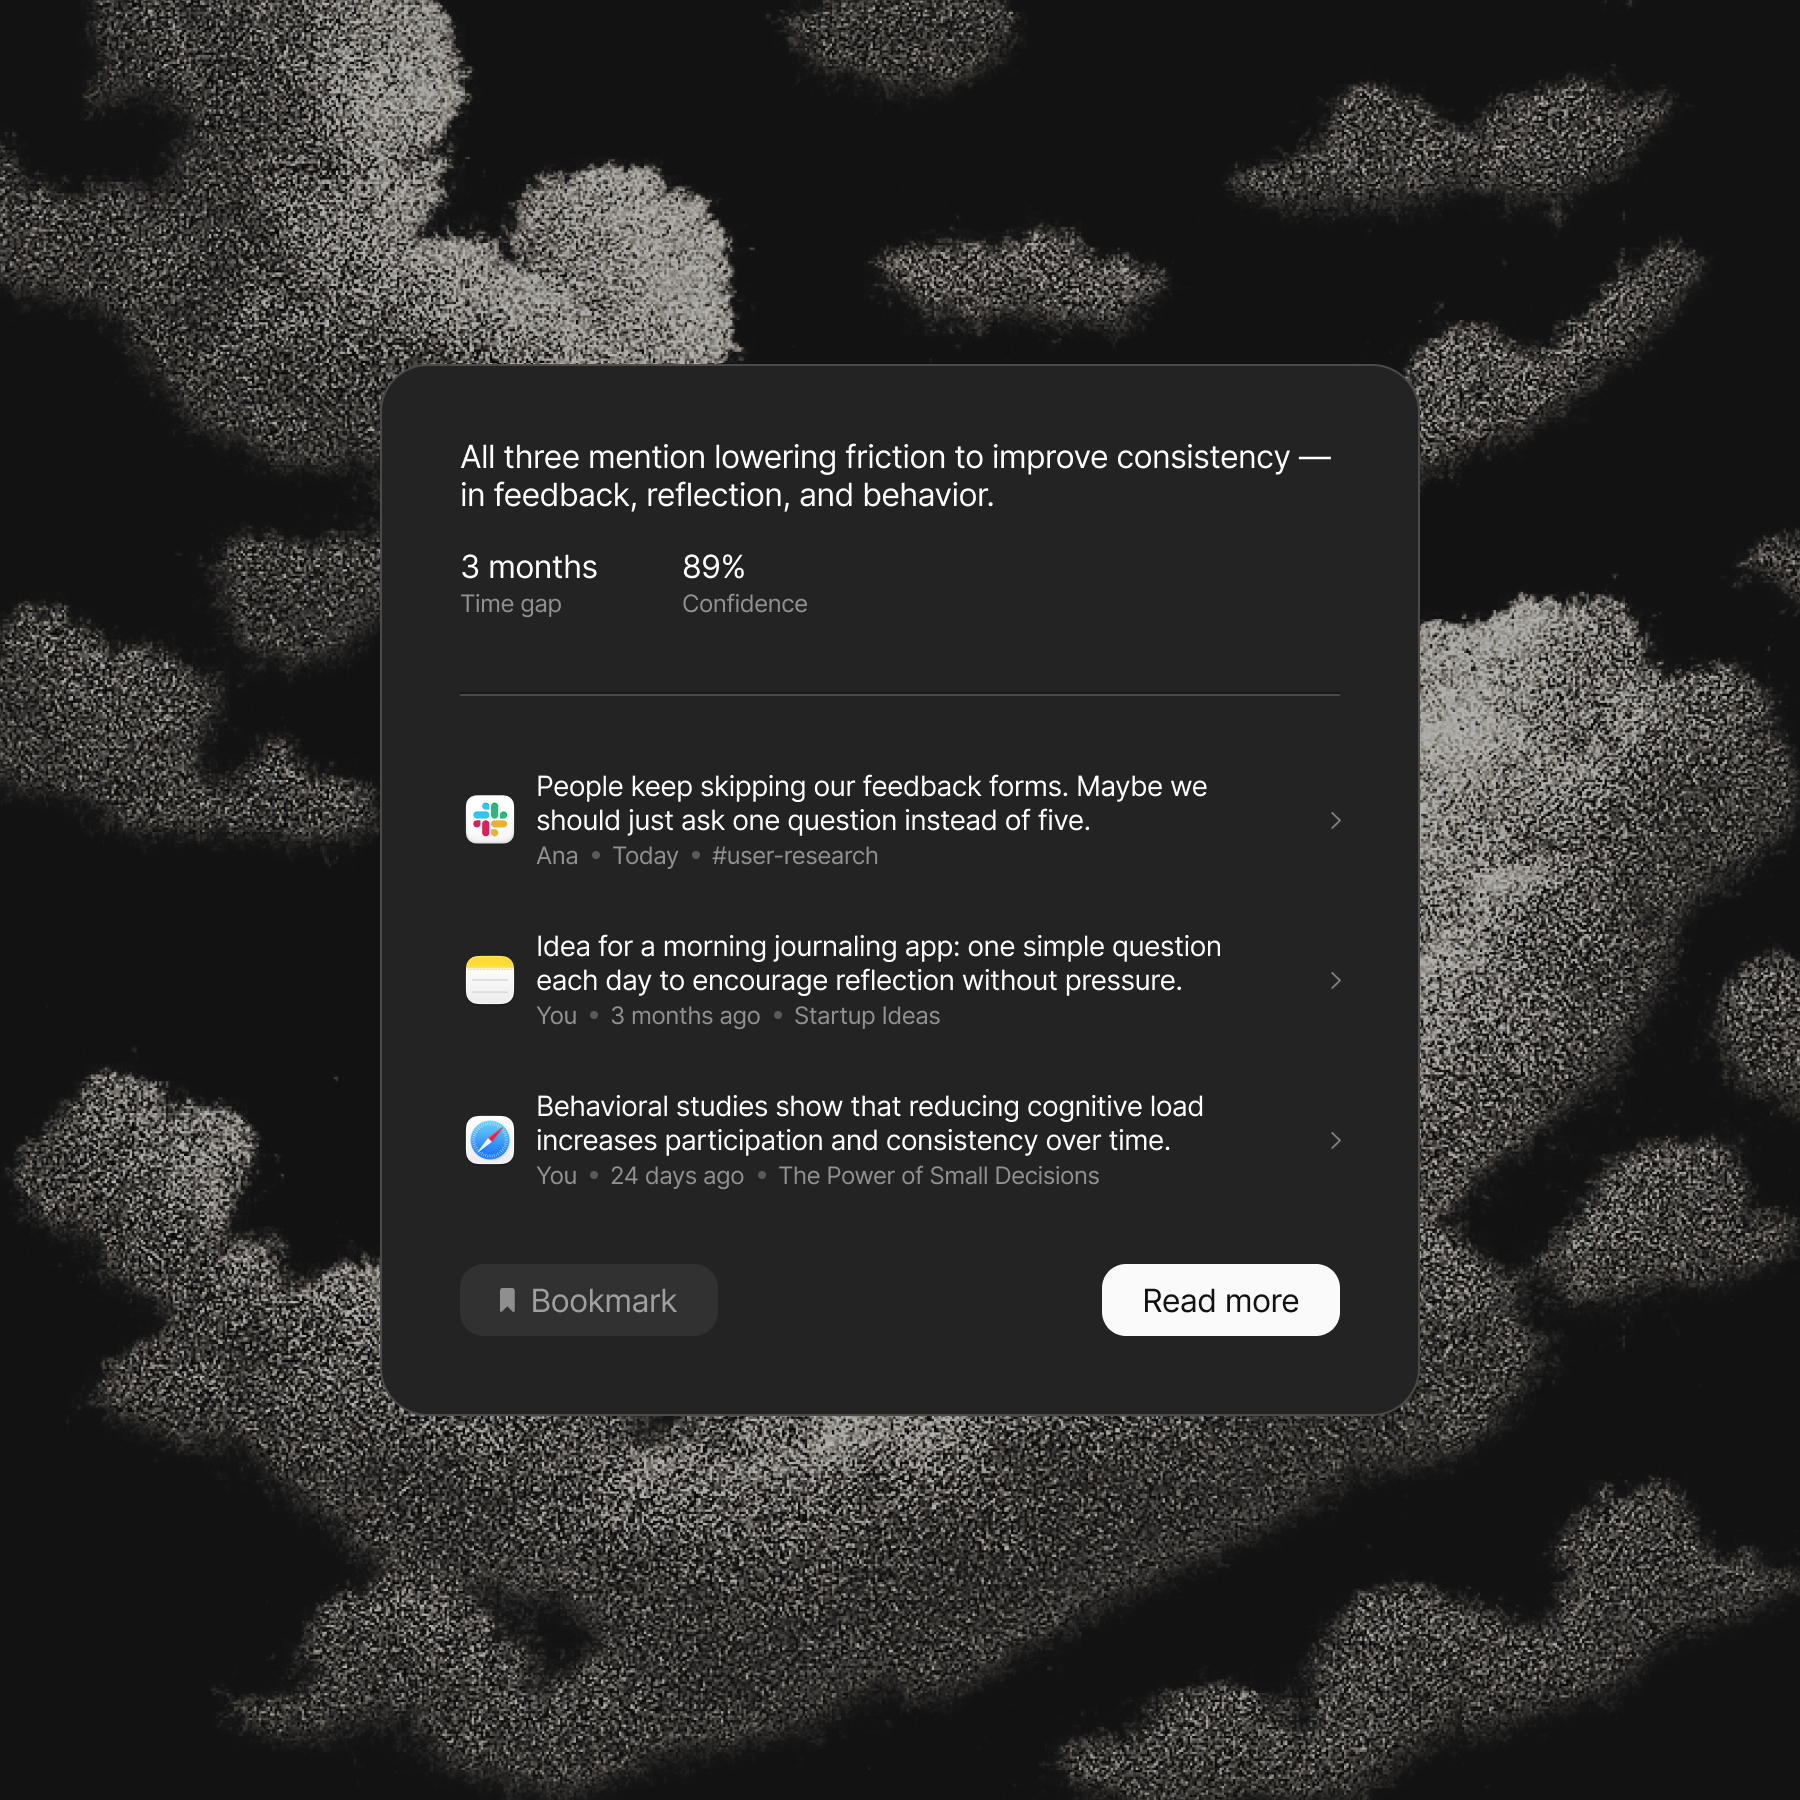 All three mention lowering friction to improve consistency —
in feedback, reflection, and behavior.
3 months
89%
Time gap
Confidence
People keep skipping our feedback forms. Maybe we
should just ask one question instead of five.
Ana • Today • #user-research
Idea for a morning journaling app: one simple question
each day to encourage reflection without pressure.
You • 3 months ago • Startup Ideas
Behavioral studies show that reducing cognitive load
increases participation and consistency over time.
You • 24 days ago • The Power of Small Decisions
Bookmark
Read more